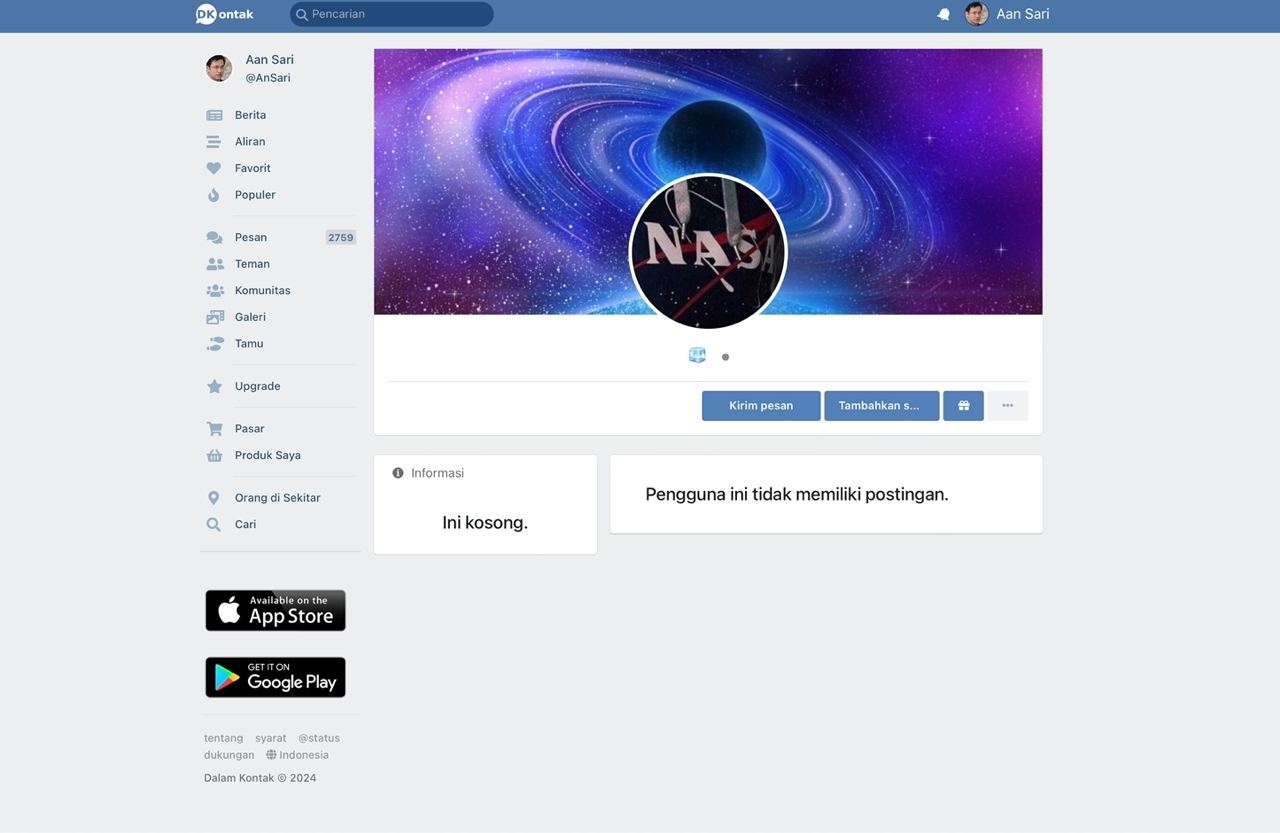 DKontak
Pencarian
Aan Sari
Aan Sari
@AnSari
Berita
Aliran
Favorit
Populer
Pesan 2759
Teman
Komunitas
Galeri
Tamu
Upgrade
Pasar
Produk Saya
Orang di Sekitar
Cari
Available on the
App Store
GET IT ON
Google Play
tentang syarat @status
dukungan Indonesia
Dalam Kontak © 2024
NASA
Kirim pesan
Tambahkan s...
Informasi
Ini kosong.
Pengguna ini tidak memiliki postingan.